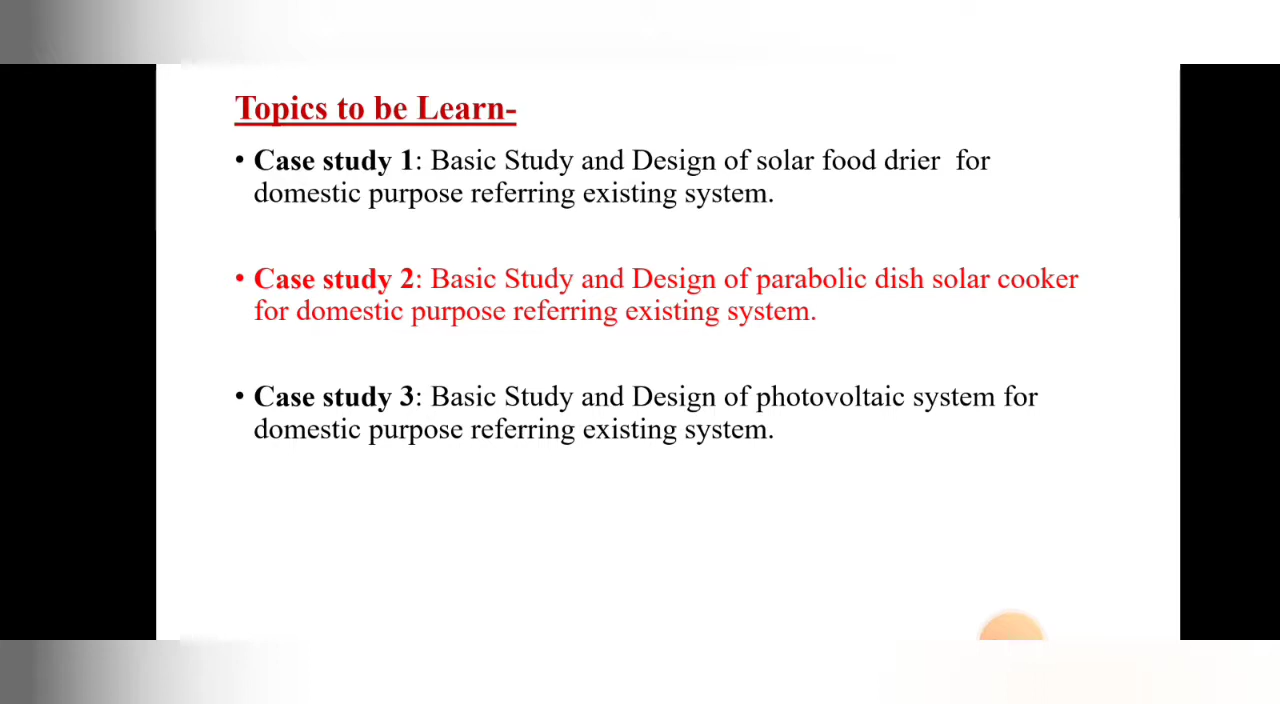 Topics to be Learn-
• Case study 1: Basic Study and Design of solar food drier  for
domestic purpose referring existing system.
• Case study 2: Basic Study and Design of parabolic dish solar cooker
for domestic purpose referring existing system.
• Case study 3: Basic Study and Design of photovoltaic system for
domestic purpose referring existing system.